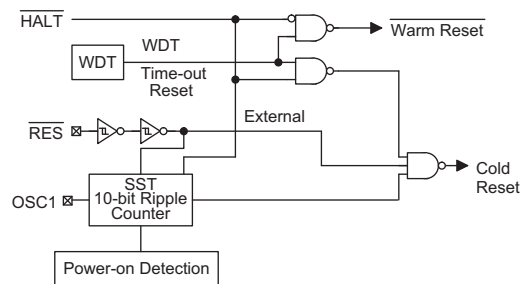 HALT
WDT
WDT
Time-out
Reset
Warm Reset
RES
External
Cold
Reset
OSC1
SST
10-bit Ripple
Counter
Power-on Detection